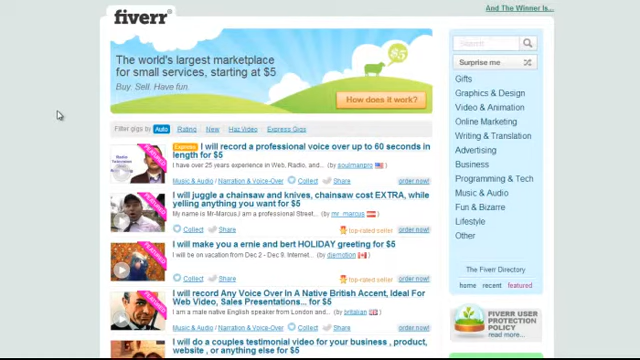 And The Winner Is...
fiverr
The world's largest marketplace
for small services, starting at $5
Buy. Sell. Have fun.
$5
How does it work?
Search
Surprise me
Gifts
Graphics & Design
Video & Animation
Online Marketing
Writing & Translation
Advertising
Business
Programming & Tech
Music & Audio
Fun & Bizarre
Lifestyle
Other
The Fiverr Directory
home recent featured
FIVERR USER
PROTECTION
POLICY
read more...
Filter gigs by Auto Rating New Haz Video Express Gigs
Express I will record a professional voice over up to 60 seconds in
length for $5
I have over 25 years experience in Web, Radio, and... (by soulmanpro)
Music & Audio / Narration & Voice-Over Collect Share order now!
I will juggle a chainsaw and knives, chainsaw cost EXTRA, while
yelling anything you want for $5
My name is Mr-Marcus / am a professional Street... (by mr_marcus)
Collect Share top-rated seller order now!
I will make you a ernie and bert HOLIDAY greeting for $5
I will be on vacation from Dec 2 - Dec 9. Internet...
Collect Share top-rated seller order now!
I will record Any Voice Over In A Native British Accent, Ideal For
Web Video, Sales Presentations... for $5
I am a male native English speaker from London and...
Music & Audio / Narration & Voice-Over Collect Share order now!
I will do a couples testimonial video for your business , product,
website , or anything else for $5